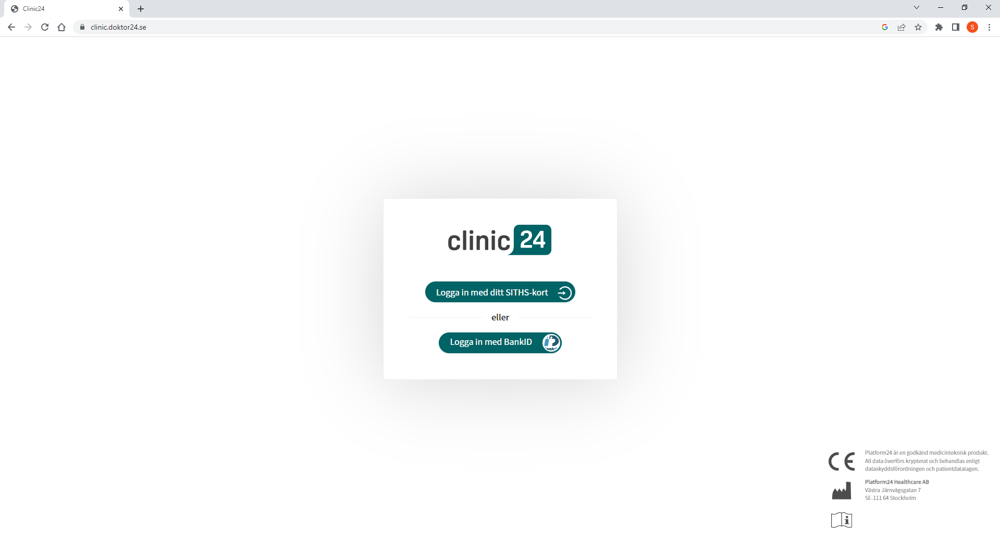 Clinic24
clinic.doktor24.se
S
clinic 24
Logga in med ditt SITHS-kort
eller
Logga in med BankID
Platform24 är en godkänd medicinteknisk produkt.
All data överförs krypterat och behandlas enligt
dataskyddsförordningen och patientdatalagen.
Platform24 Healthcare AB
Västra Järnvägsgatan 7
SE-111 64 Stockholm